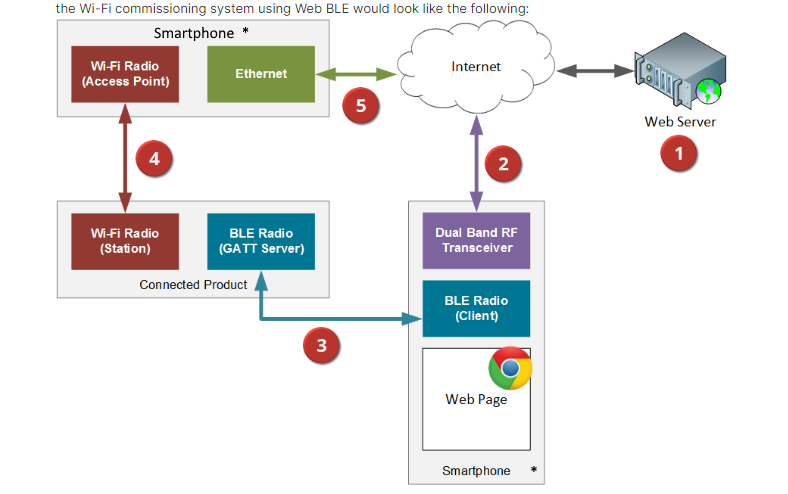 the Wi-Fi commissioning system using Web BLE would look like the following:
Smartphone *
Wi-Fi Radio
(Access Point)
Ethernet
Internet
Web Server
1
5
4
2
Wi-Fi Radio
(Station)
BLE Radio
(GATT Server)
Connected Product
3
Dual Band RF
Transceiver
BLE Radio
(Client)
Web Page
Smartphone *